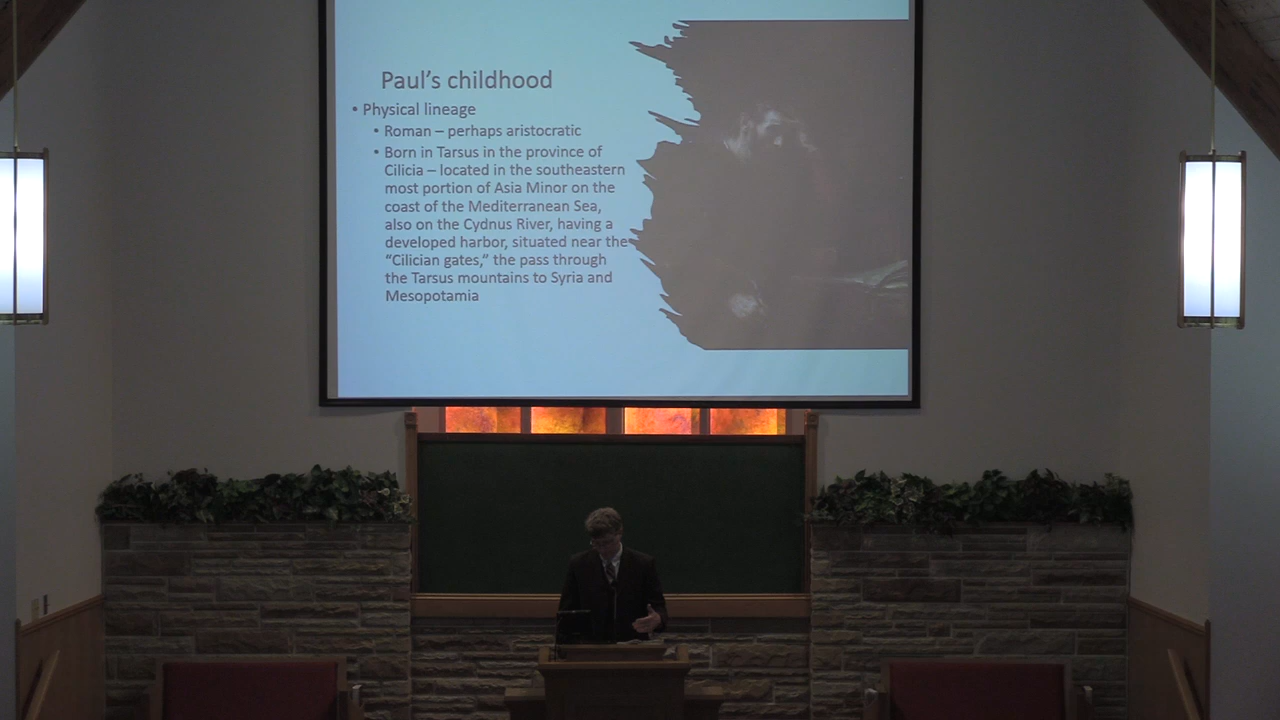 Paul's childhood
• Physical lineage
• Roman – perhaps aristocratic
• Born in Tarsus in the province of
Cilicia – located in the southeastern
most portion of Asia Minor on the
coast of the Mediterranean Sea,
also on the Cydnus River, having a
developed harbor, situated near the
“Cilician gates,” the pass through
the Tarsus mountains to Syria and
Mesopotamia